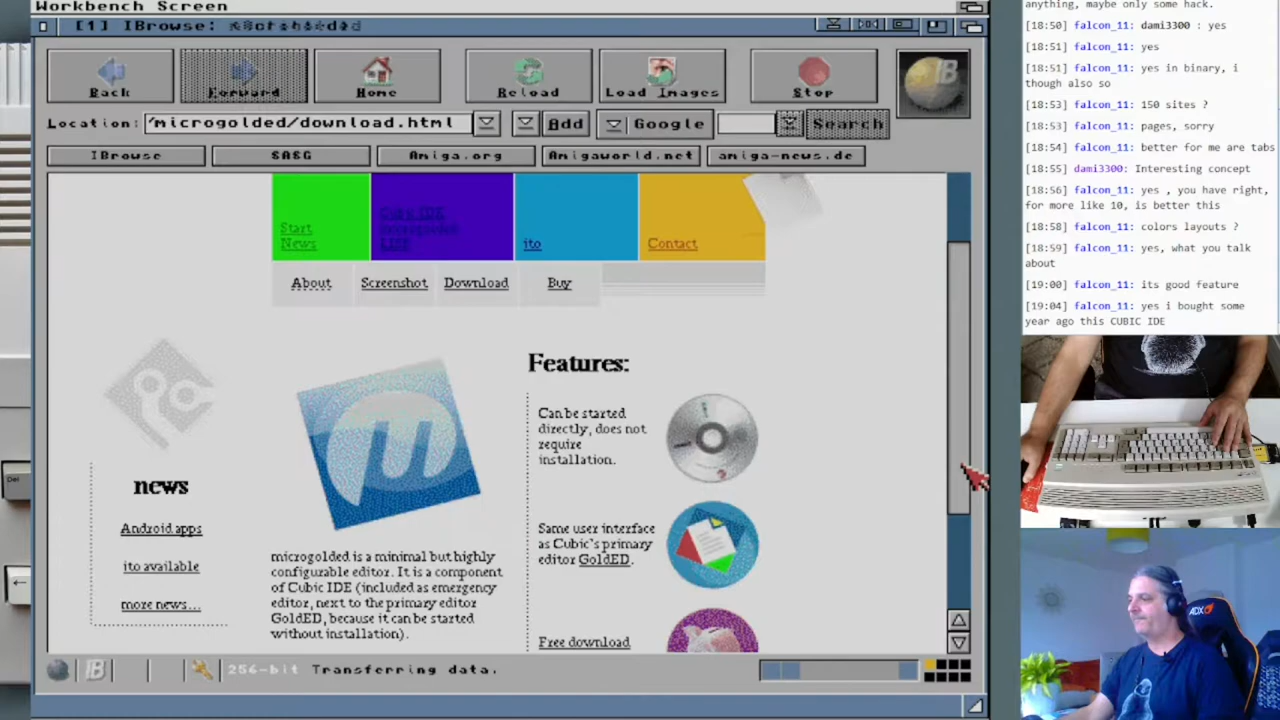 Workbench Screen
[1] IBrowse: microgolded
Back
Forward
Home
Reload
Load Images
Stop
Location: microgolded/download.html
Add
Google
Search
IBrowse
SASG
Amiga.org
Amigaworld.net
amiga-news.de
Start
News
Cubic IDE
microgolded
ito
Contact
About
Screenshot
Download
Buy
news
Android apps
ito available
more news...
microgolded is a minimal but highly
configurable editor. It is a component
of Cubic IDE (included as emergency
editor, next to the primary editor
GoldED, because it can be started
without installation).
Features:
Can be started
directly, does not
require
installation.
Same user interface
as Cubic's primary
editor GoldED.
Free download
256-bit Transferring data.
anything, maybe only some hack.
[18:50] falcon_11: dami3300 : yes
[18:51] falcon_11: yes
[18:51] falcon_11: yes in binary, i
though also so
[18:53] falcon_11: 150 sites ?
[18:53] falcon_11: pages, sorry
[18:54] falcon_11: better for me are tabs
[18:55] dami3300: Interesting concept
[18:56] falcon_11: yes , you have right,
for more like 10, is better this
[18:58] falcon_11: colors layouts ?
[18:59] falcon_11: yes, what you talk
about
[19:00] falcon_11: its good feature
[19:04] falcon_11: yes i bought some
year ago this CUBIC IDE
Del
ADX